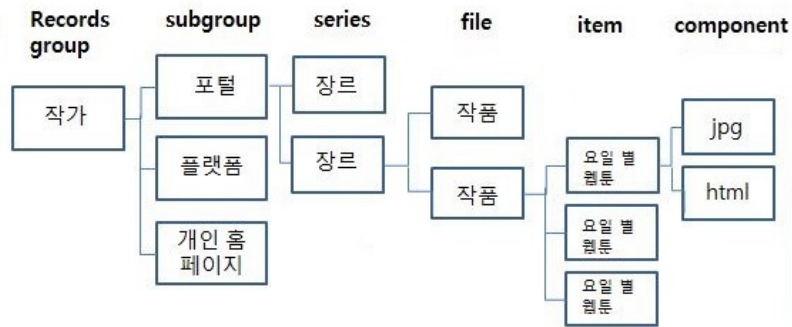 Records
group
subgroup
series
file
item
component
작가
포털
플랫폼
개인 홈
페이지
장르
장르
작품
작품
요일 별
웹툰
요일 별
웹툰
요일 별
웹툰
jpg
html